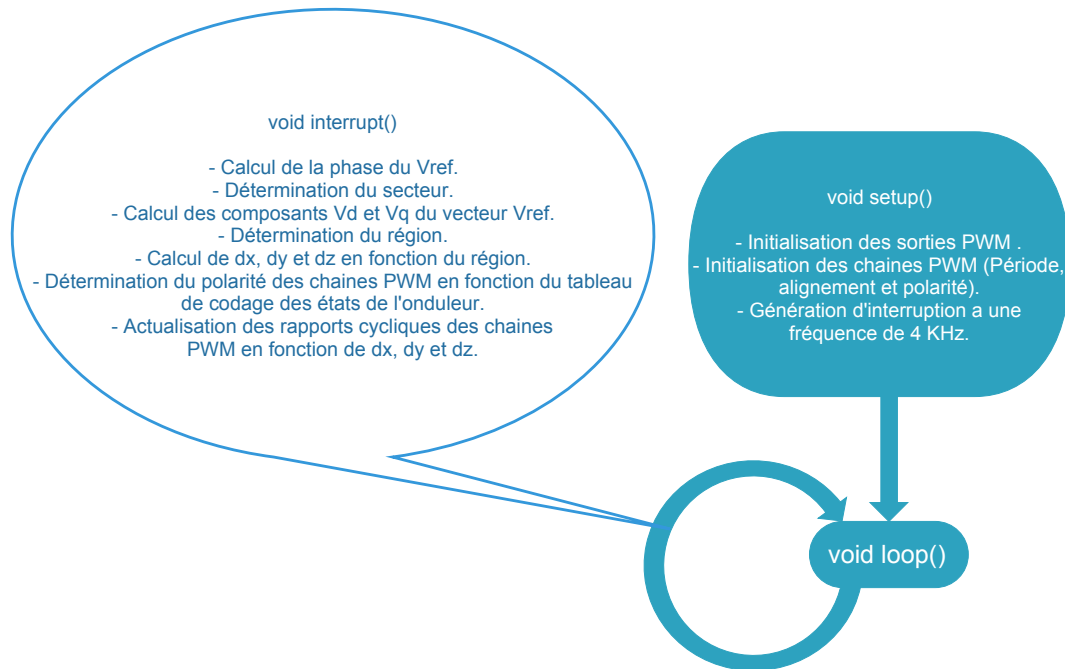 void interrupt()
- Calcul de la phase du Vref.
- Détermination du secteur.
- Calcul des composants Vd et Vq du vecteur Vref.
- Détermination du région.
- Calcul de dx, dy et dz en fonction du région.
- Détermination du polarité des chaines PWM en fonction du tableau
de codage des états de l'onduleur.
- Actualisation des rapports cycliques des chaines
PWM en fonction de dx, dy et dz.
void setup()
- Initialisation des sorties PWM .
- Initialisation des chaines PWM (Période,
alignement et polarité).
- Génération d'interruption a une
fréquence de 4 KHz.
void loop()